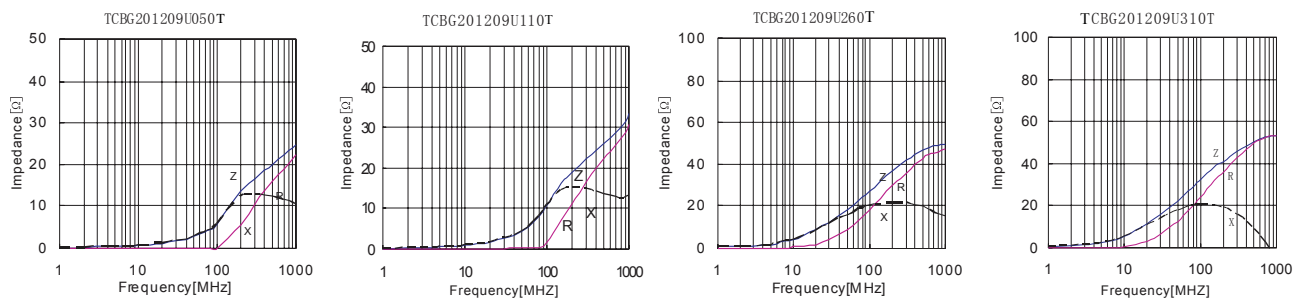 TCBG201209U050T
50
40
30
20
10
0
Impedance[Ω]
Z
R
X
1
10
100
1000
Frequency[MHz]
TCBG201209U110T
50
40
30
20
10
0
Impedance[Ω]
Z
X
R
1
10
100
1000
Frequency[MHZ]
TCBG201209U260T
100
80
60
40
20
0
Impedance[Ω]
Z
R
X
1
10
100
1000
Frequency[MHZ]
TCBG201209U310T
100
80
60
40
20
0
Impedance[Ω]
Z
R
X
1
10
100
1000
Frequency[MHZ]